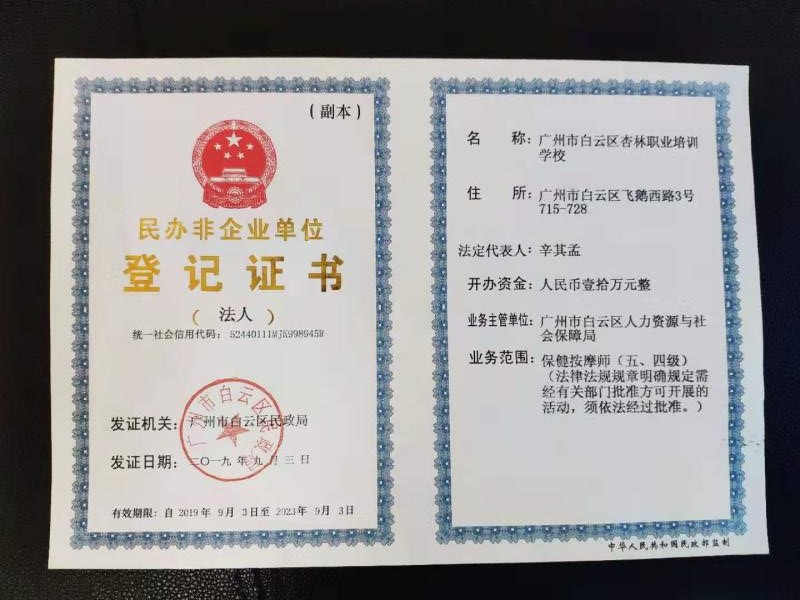 （副本）
民办非企业单位
登记证书
（法人）
统一社会信用代码：52440111MJK998945R
发证机关：广州市白云区民政局
发证日期：二〇一九年九月三日
有效期限：自2019年9月3日至2023年9月3日
广州市白云区民政局
名称：广州市白云区杏林职业培训
学校
住所：广州市白云区飞鹅西路3号
715-728
法定代表人：辛其孟
开办资金：人民币壹拾万元整
业务主管单位：广州市白云区人力资源与社
会保障局
业务范围：保健按摩师（五、四级）
（法律法规规章明确规定需
经有关部门批准方可开展的
活动，须依法经过批准。）
中华人民共和国民政部监制